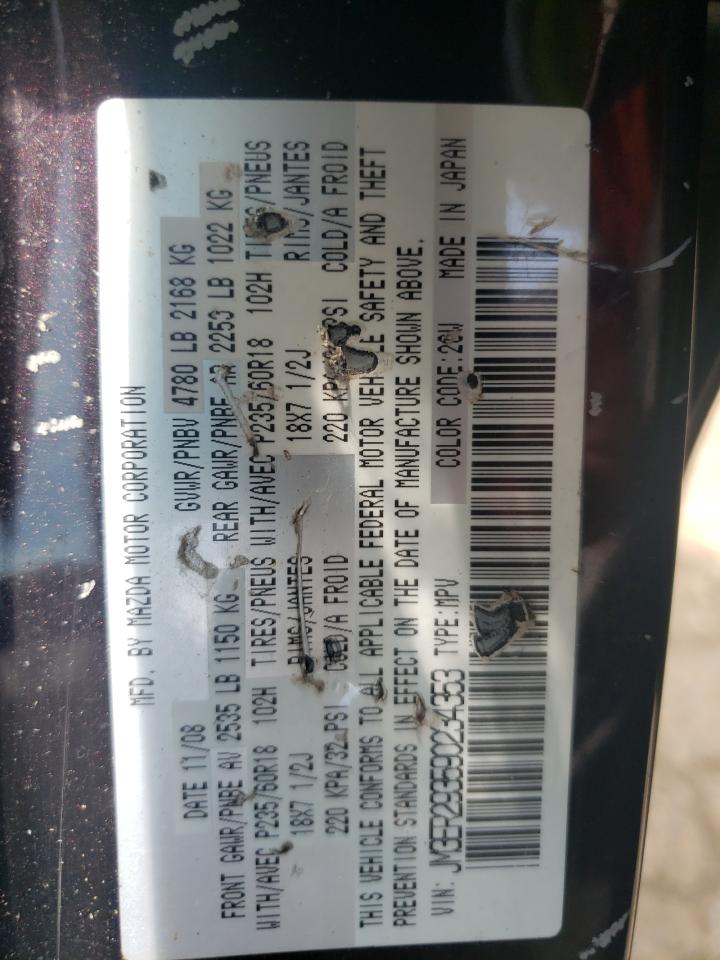 MFD. BY MAZDA MOTOR CORPORATION
DATE 11/08 GVWR/PNBV 4780 LB 2168 KG
FRONT GAWR/PNBE AV 2535 LB 1150 KG REAR GAWR/PNBE AR 2253 LB 1022 KG
WITH/AVEC P235/60R18 102H TIRES/PNEUS WITH/AVEC P235/60R18 102H TIRES/PNEUS
18X7 1/2J RIMS/JANTES 18X7 1/2J RIMS/JANTES
220 KPA/32 PSI COLD/A FROID 220 KPA PSI COLD/A FROID
THIS VEHICLE CONFORMS TO ALL APPLICABLE FEDERAL MOTOR VEHICLE SAFETY AND THEFT
PREVENTION STANDARDS IN EFFECT ON THE DATE OF MANUFACTURE SHOWN ABOVE.
VIN: JM3ER293590234353 TYPE:MPV COLOR CODE: MADE IN JAPAN